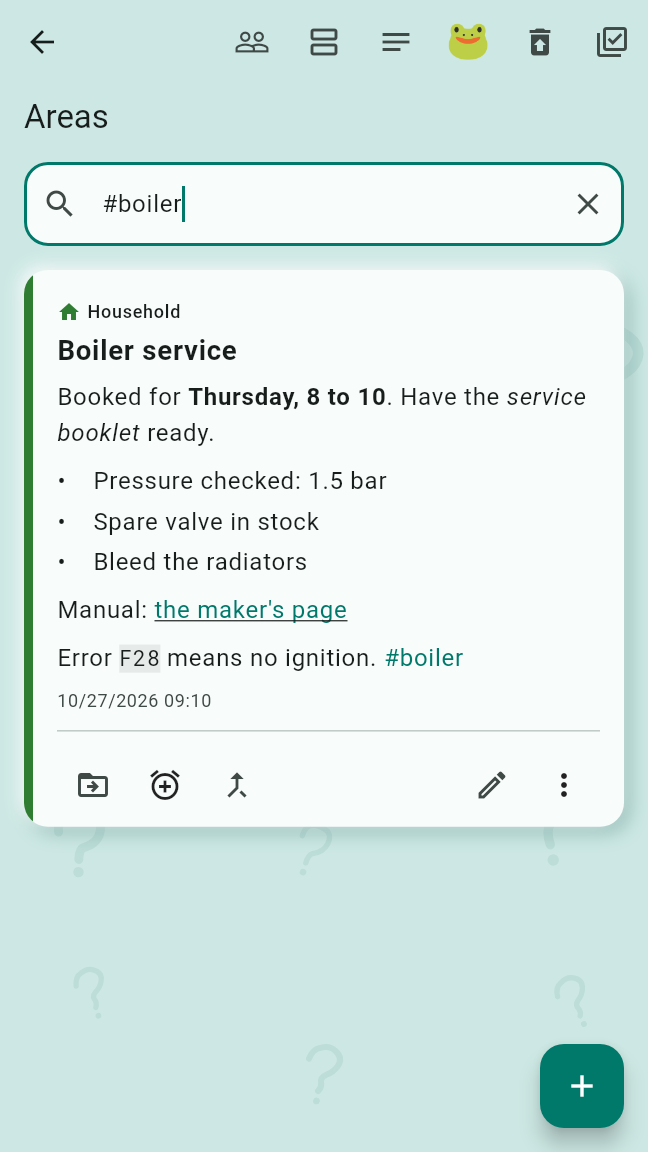 Areas
#boiler
Household
Boiler service
Booked for Thursday, 8 to 10. Have the service
booklet ready.
• Pressure checked: 1.5 bar
• Spare valve in stock
• Bleed the radiators
Manual: the maker's page
Error F28 means no ignition. #boiler
10/27/2026 09:10